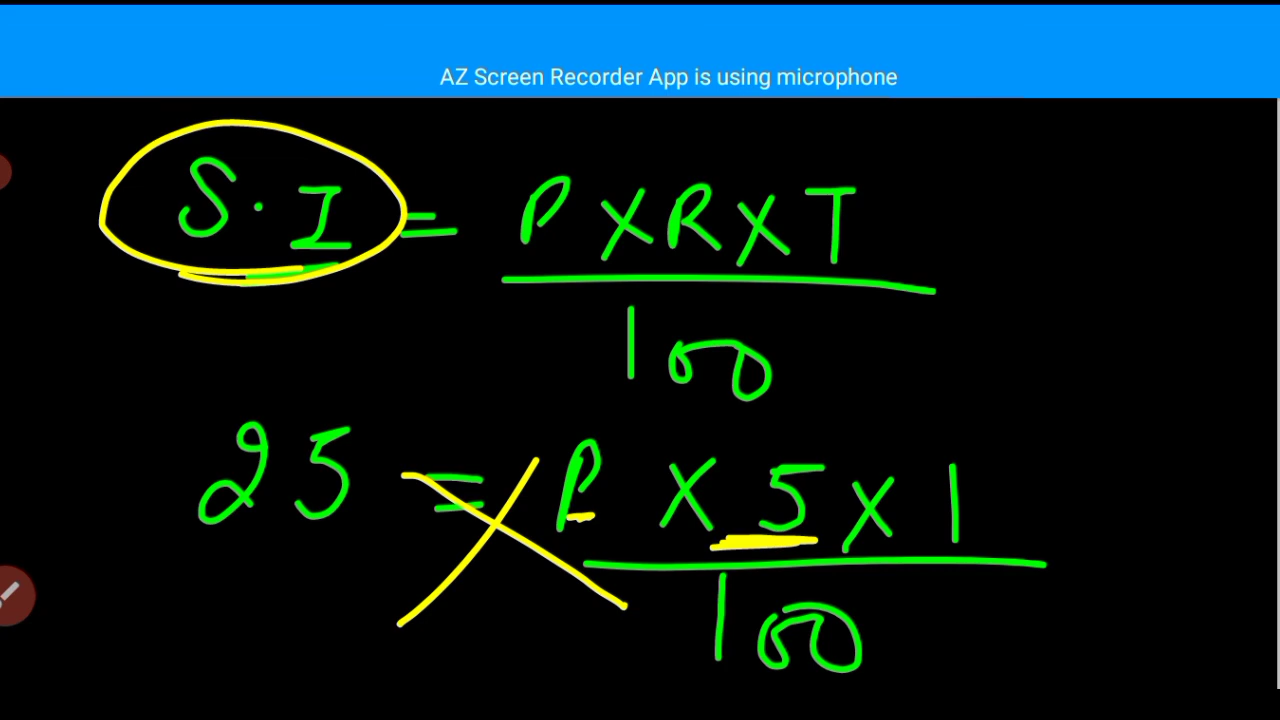 AZ Screen Recorder App is using microphone
S.I = P X R X T
100
25 = P X 5 X 1
100